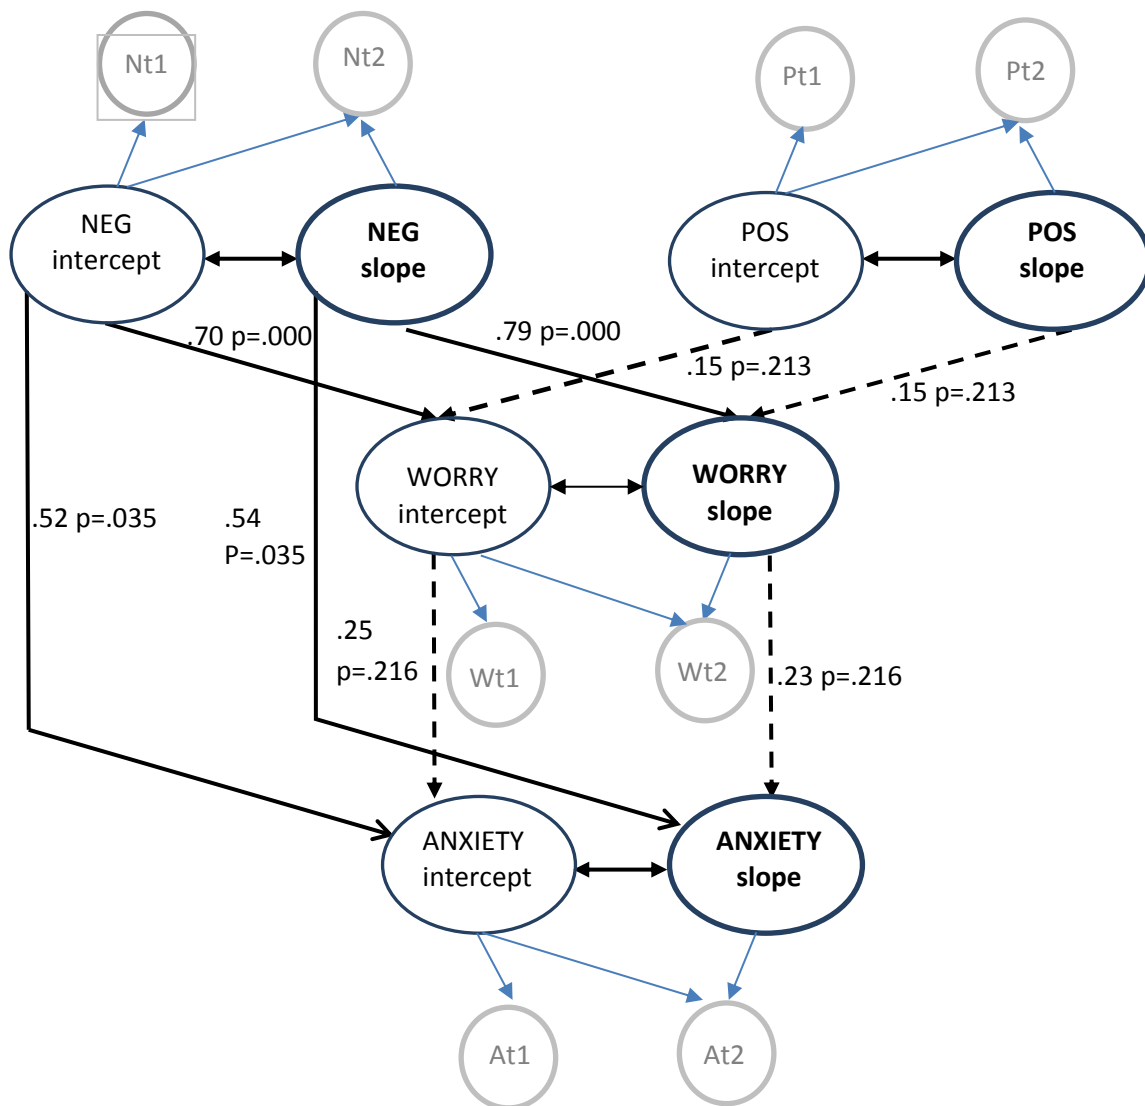 Nt1
Nt2
Pt1
Pt2
NEG
intercept
NEG
slope
POS
intercept
POS
slope
.70 p=.000
.79 p=.000
.15 p=.213
.15 p=.213
WORRY
intercept
WORRY
slope
.52 p=.035
.54
P=.035
.25
p=.216
Wt1
Wt2
.23 p=.216
ANXIETY
intercept
ANXIETY
slope
At1
At2